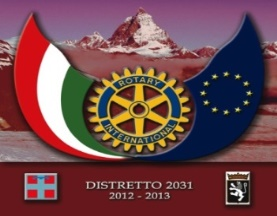 ROTARY
INTERNATIONAL
DISTRETTO 2031
2012 - 2013